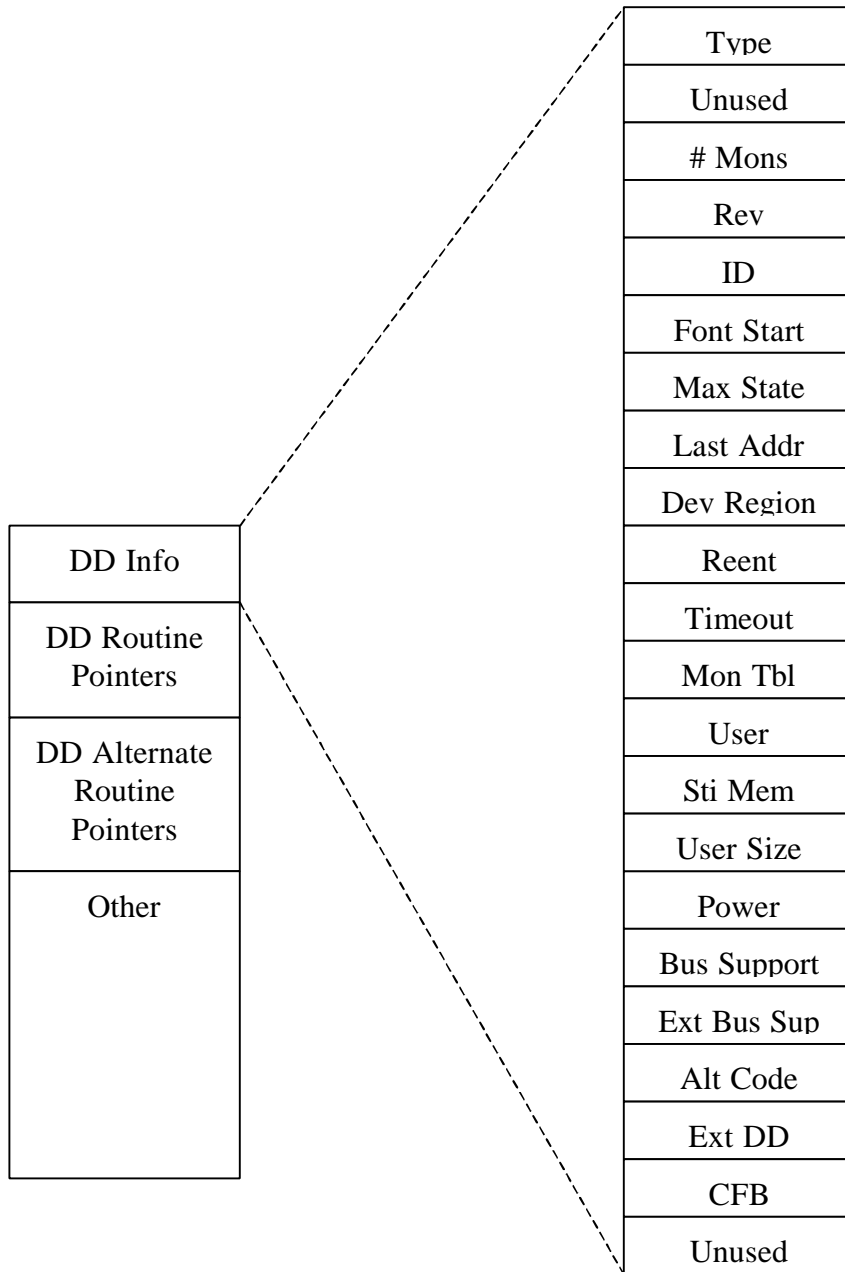 Type
Unused
# Mons
Rev
ID
Font Start
Max State
Last Addr
Dev Region
Reent
Timeout
Mon Tbl
User
Sti Mem
User Size
Power
Bus Support
Ext Bus Sup
Alt Code
Ext DD
CFB
Unused
DD Info
DD Routine
Pointers
DD Alternate
Routine
Pointers
Other